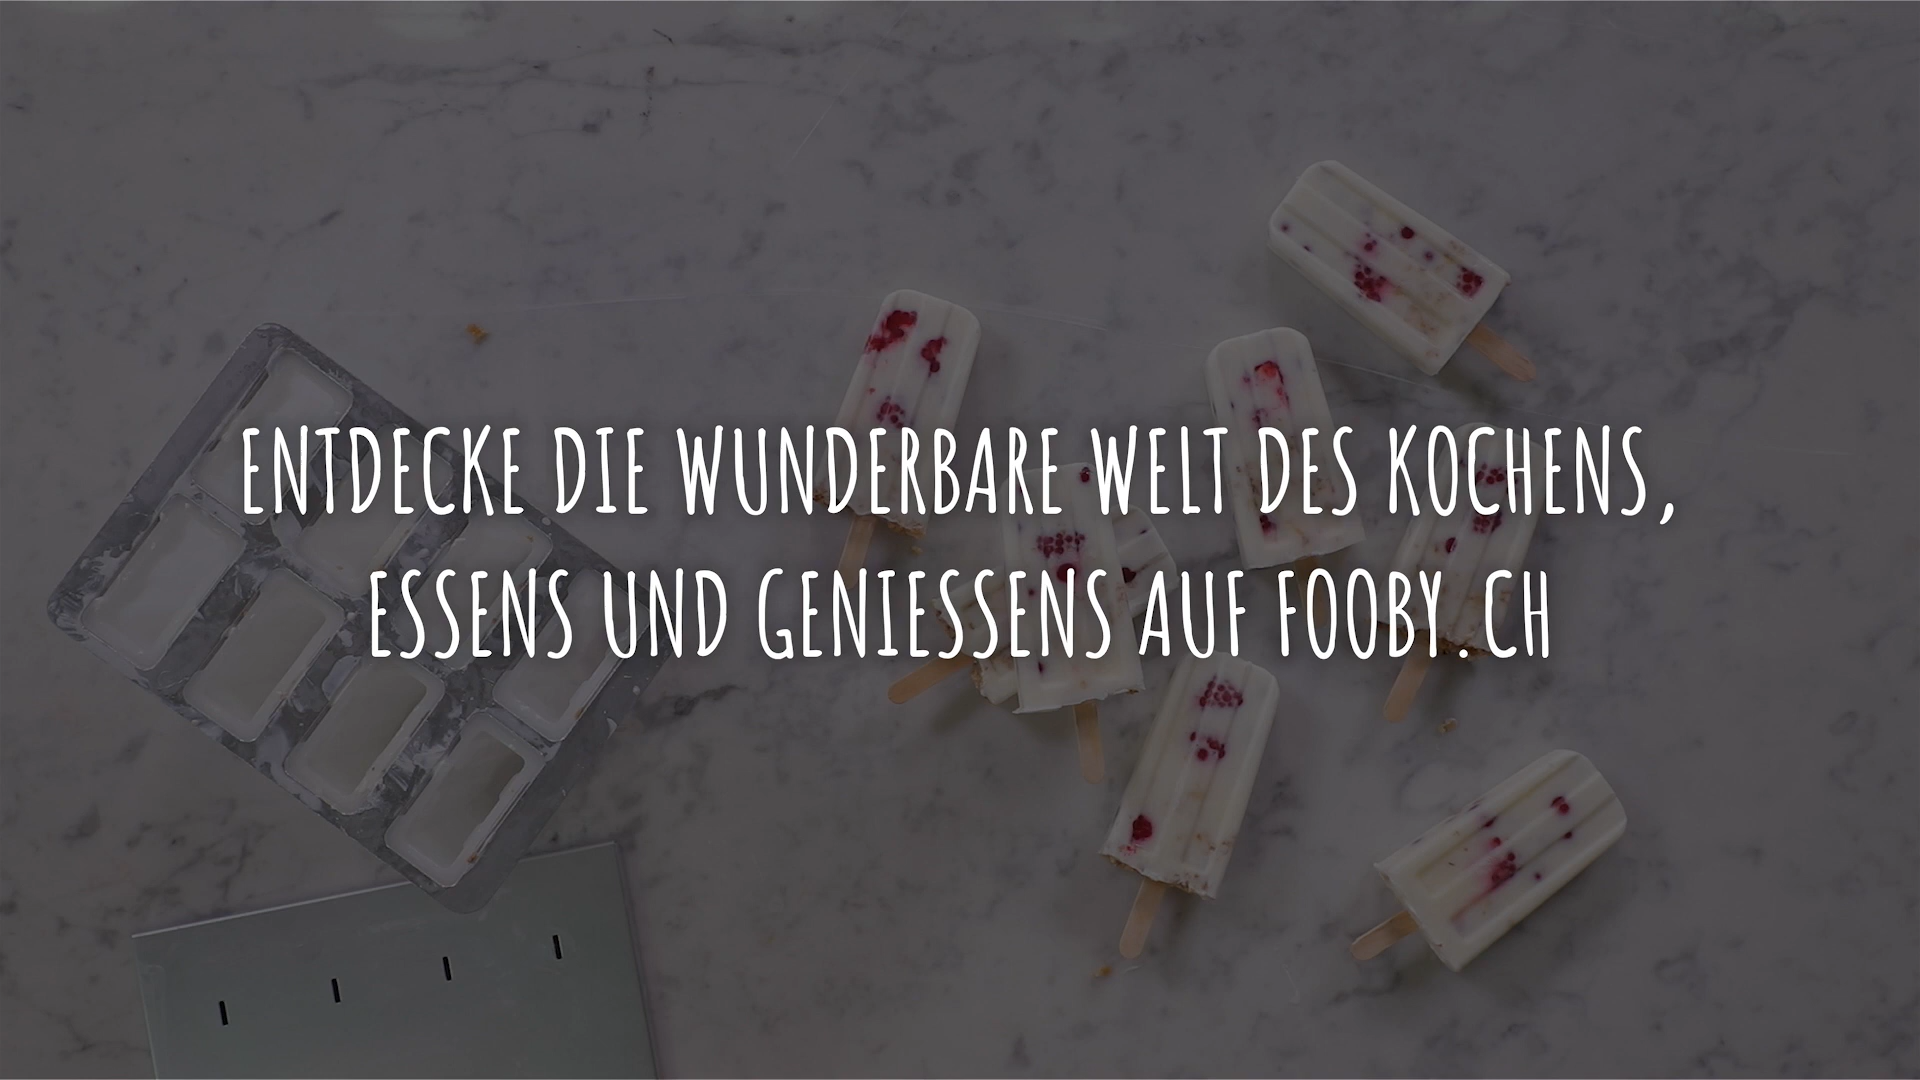 ENTDECKE DIE WUNDERBARE WELT DES KOCHENS,
ESSENS UND GENIESSENS AUF FOOBY.CH